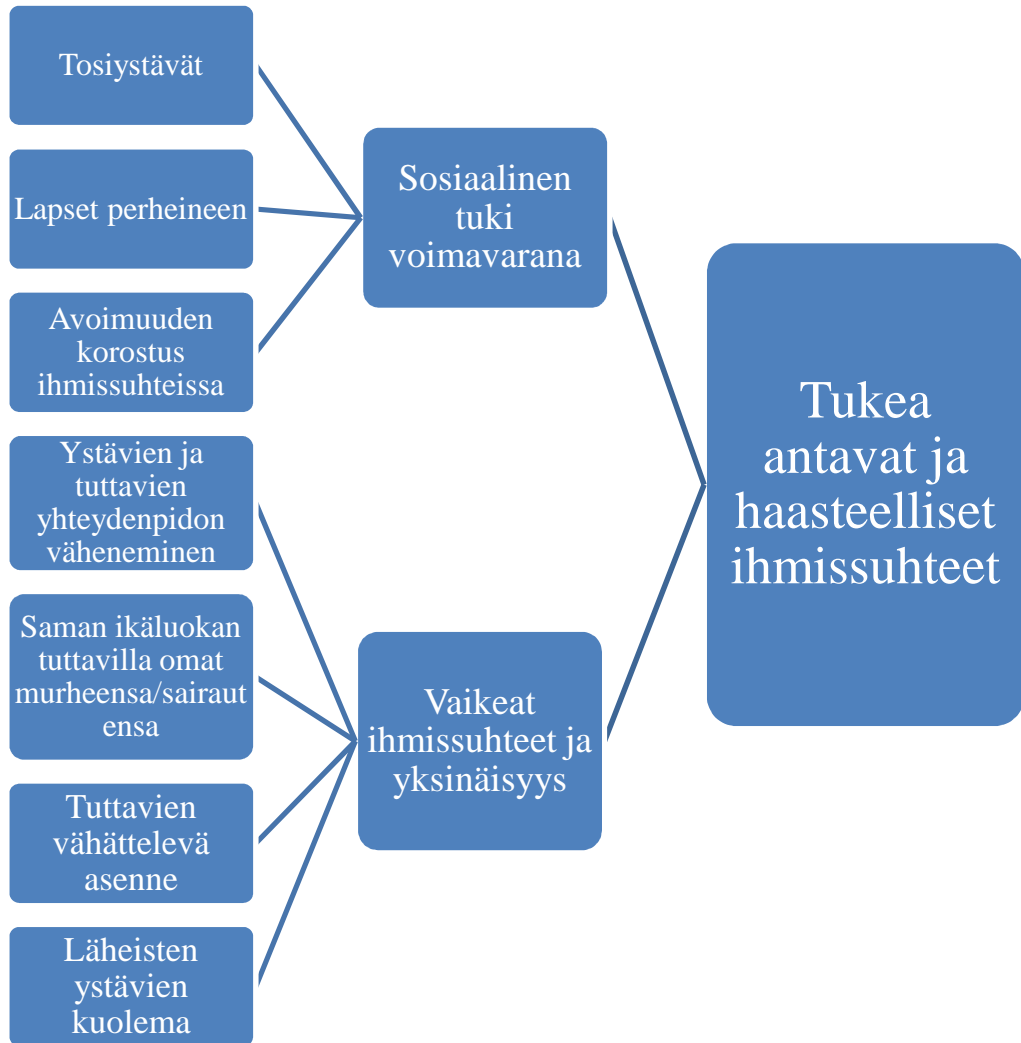 Tosiystävät
Lapset perheineen
Avoimuuden
korostus
ihmissuhteissa
Ystävien ja
tuttavien
yhteydenpidon
väheneminen
Saman ikäluokan
tuttavilla omat
murheensa/sairaut
ensa
Tuttavien
vähättelevä
asenne
Läheisten
ystävien
kuolema
Sosiaalinen
tuki
voimavarana
Vaikeat
ihmissuhteet ja
yksinäisyys
Tukea
antavat ja
haasteelliset
ihmissuhteet